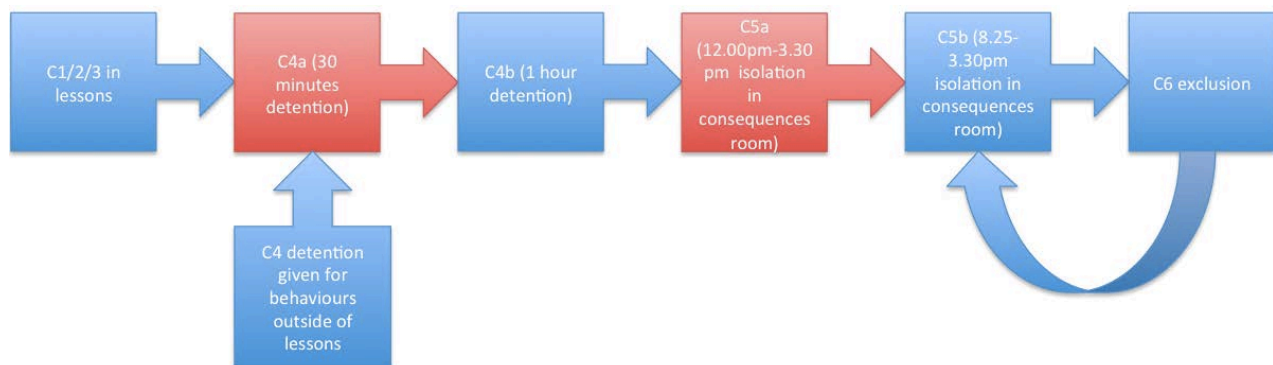 C1/2/3 in
lessons
C4a (30
minutes
detention)
C4b (1 hour
detention)
C5a
(12.00pm-3.30
pm isolation
in
consequences
room)
C5b (8.25-
3.30pm
isolation in
consequences
room)
C6 exclusion
C4 detention
given for
behaviours
outside of
lessons